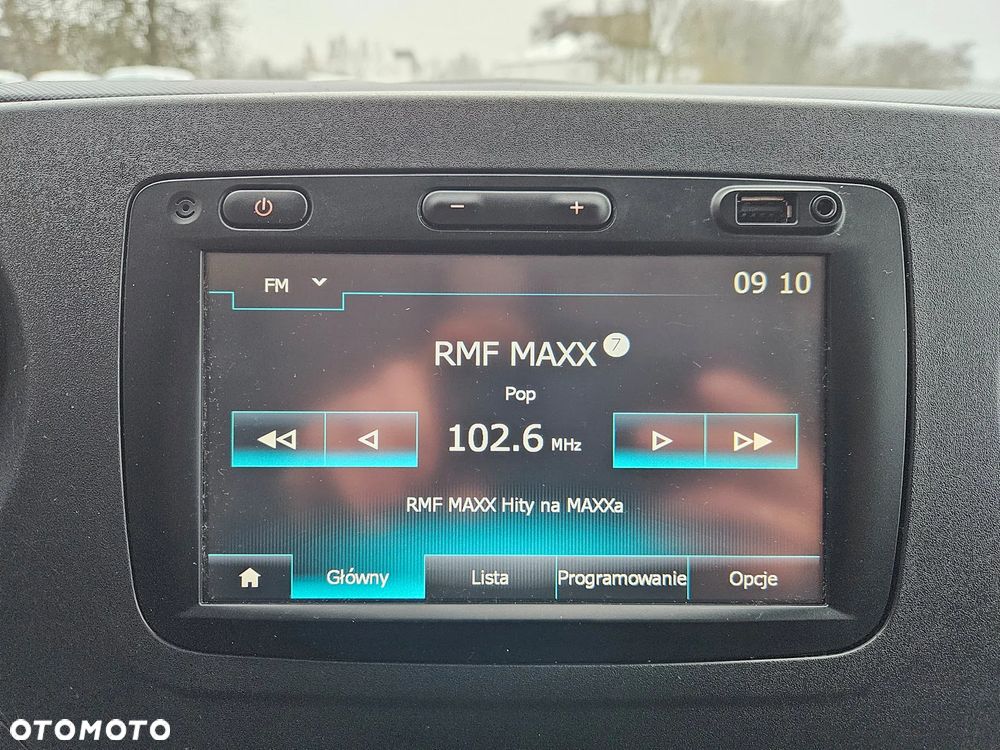 FM
09 10
RMF MAXX 7
Pop
102.6 MHz
RMF MAXX Hity na MAXXa
Główny Lista Programowanie Opcje
OTOMOTO